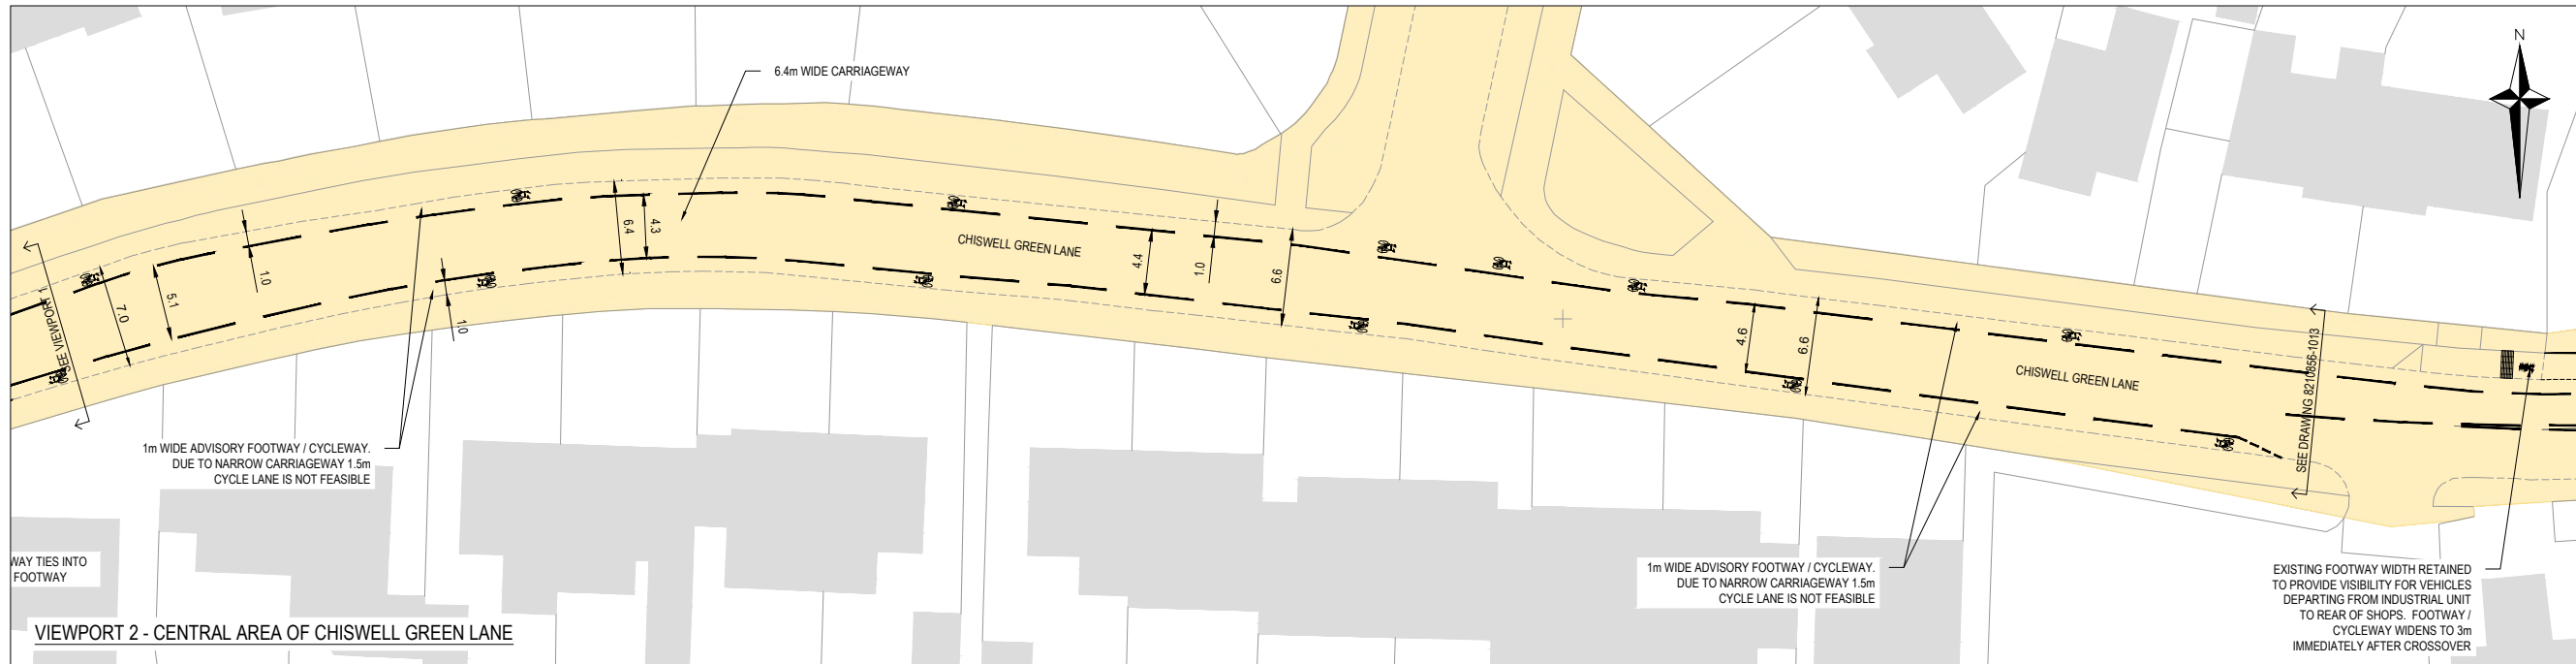 N
6.4m WIDE CARRIAGEWAY
CHISWELL GREEN LANE
6.4
4.3
1.0
4.4
1.0
6.6
7.0
5.1
1.0
SEE VIEWPORT 1
4.6
6.6
CHISWELL GREEN LANE
SEE DRAWING 8210856-1013
1m WIDE ADVISORY FOOTWAY / CYCLEWAY.
DUE TO NARROW CARRIAGEWAY 1.5m
CYCLE LANE IS NOT FEASIBLE
WAY TIES INTO
FOOTWAY
1m WIDE ADVISORY FOOTWAY / CYCLEWAY.
DUE TO NARROW CARRIAGEWAY 1.5m
CYCLE LANE IS NOT FEASIBLE
EXISTING FOOTWAY WIDTH RETAINED
TO PROVIDE VISIBILITY FOR VEHICLES
DEPARTING FROM INDUSTRIAL UNIT
TO REAR OF SHOPS. FOOTWAY /
CYCLEWAY WIDENS TO 3m
IMMEDIATELY AFTER CROSSOVER
VIEWPORT 2 - CENTRAL AREA OF CHISWELL GREEN LANE